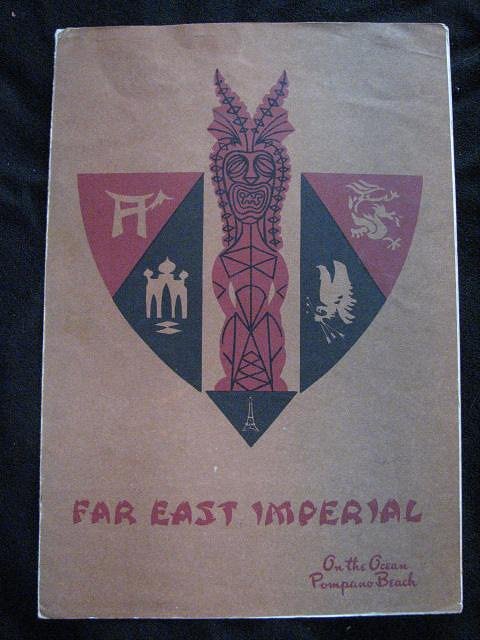 FAR EAST IMPERIAL
On the Ocean
Pompano Beach